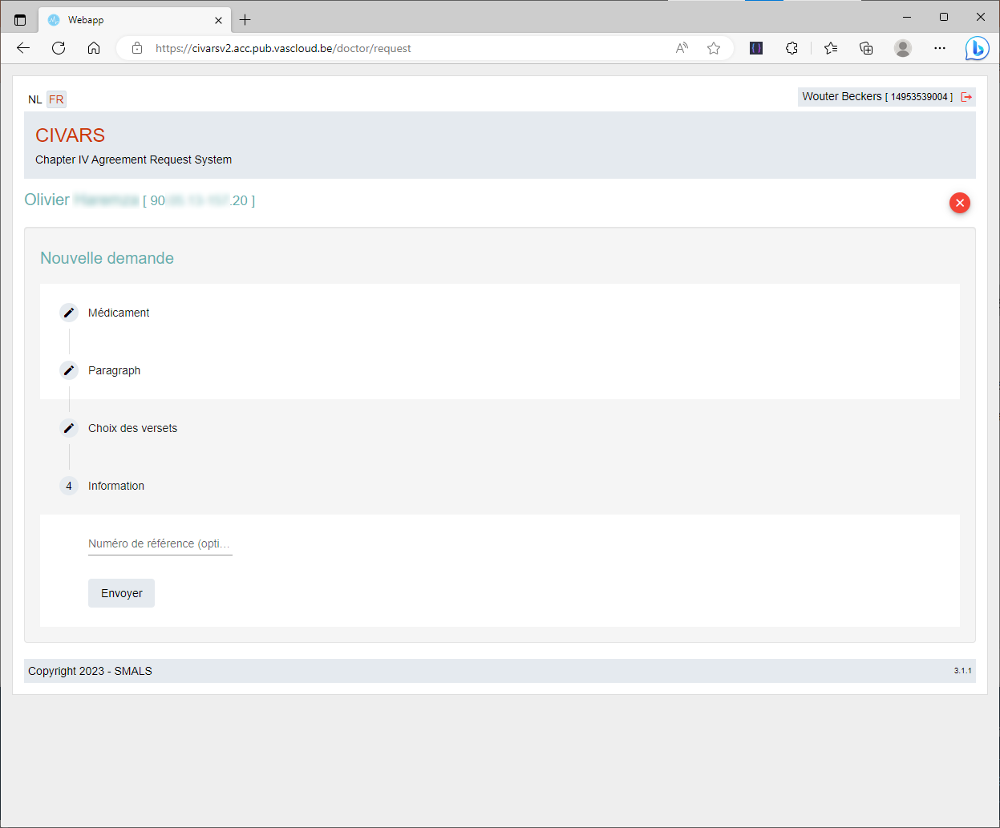 Webapp
https://civarsv2.acc.pub.vascloud.be/doctor/request
NL FR
Wouter Beckers [ 14953539004 ]
CIVARS
Chapter IV Agreement Request System
Olivier [ 90 .20 ]
Nouvelle demande
Médicament
Paragraph
Choix des versets
4 Information
Numéro de référence (opti...
Envoyer
Copyright 2023 - SMALS
3.1.1